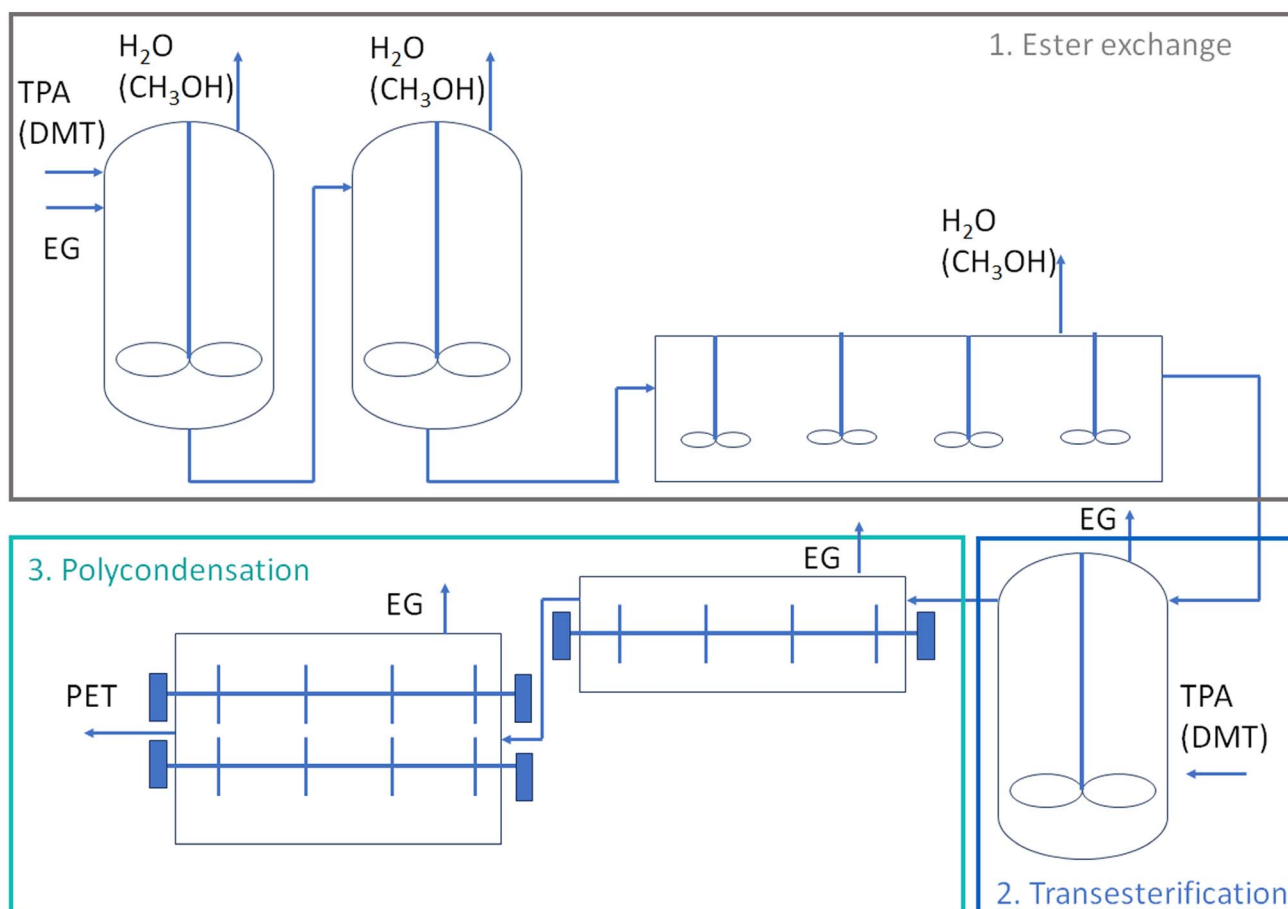 1. Ester exchange
H₂O
(CH₃OH)
H₂O
(CH₃OH)
TPA
(DMT)
EG
H₂O
(CH₃OH)
EG
3. Polycondensation
EG
EG
PET
TPA
(DMT)
2. Transesterification